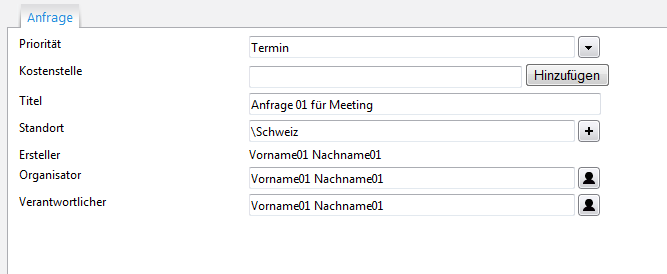 Anfrage
Priorität Termin
Kostenstelle Hinzufügen
Titel Anfrage 01 für Meeting
Standort \Schweiz
Ersteller Vorname01 Nachname01
Organisator Vorname01 Nachname01
Verantwortlicher Vorname01 Nachname01